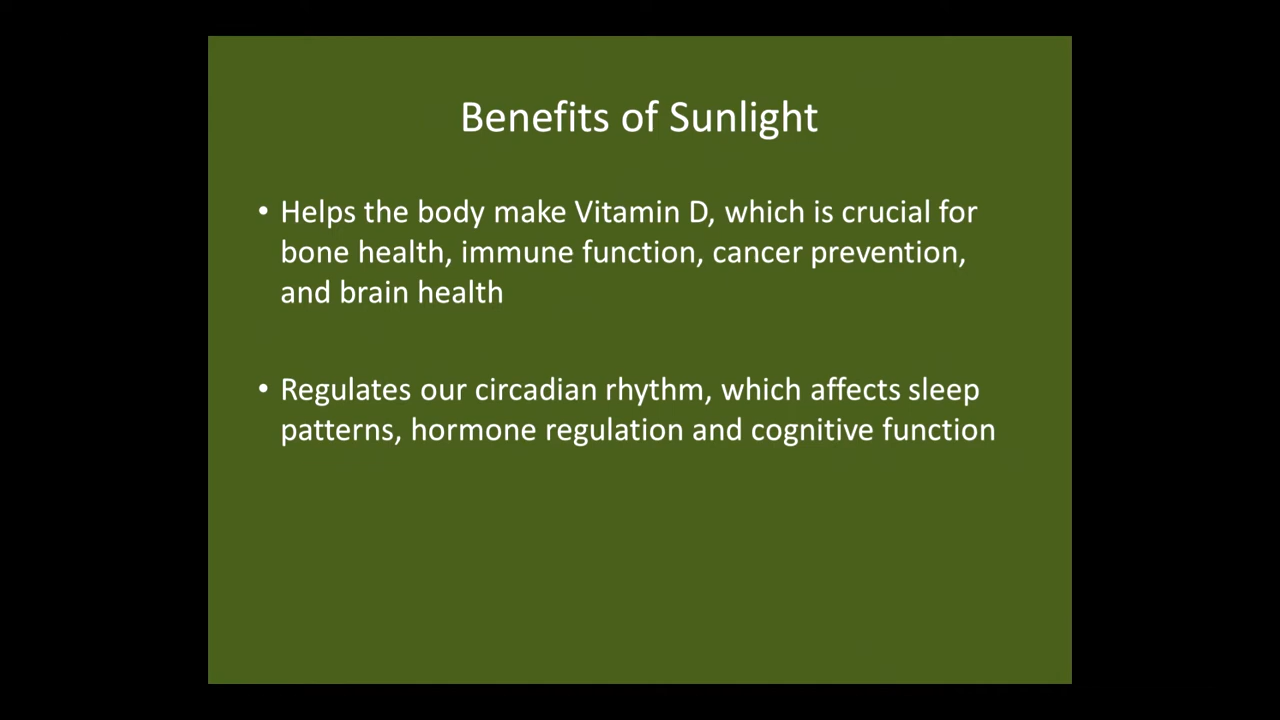 Benefits of Sunlight
• Helps the body make Vitamin D, which is crucial for
bone health, immune function, cancer prevention,
and brain health
• Regulates our circadian rhythm, which affects sleep
patterns, hormone regulation and cognitive function